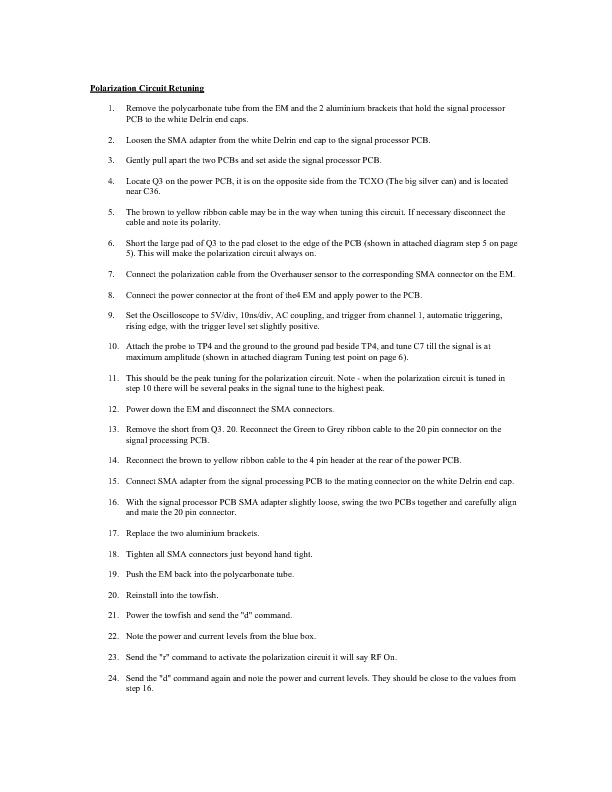 Polarization Circuit Retuning
1. Remove the polycarbonate tube from the EM and the 2 aluminium brackets that hold the signal processor
PCB to the white Delrin end caps.
2. Loosen the SMA adapter from the white Delrin end cap to the signal processor PCB.
3. Gently pull apart the two PCBs and set aside the signal processor PCB.
4. Locate Q3 on the power PCB, it is on the opposite side from the TCXO (The big silver can) and is located
near C36.
5. The brown to yellow ribbon cable may be in the way when tuning this circuit. If necessary disconnect the
cable and note its polarity.
6. Short the large pad of Q3 to the pad closet to the edge of the PCB (shown in attached diagram step 5 on page
5). This will make the polarization circuit always on.
7. Connect the polarization cable from the Overhauser sensor to the corresponding SMA connector on the EM.
8. Connect the power connector at the front of the4 EM and apply power to the PCB.
9. Set the Oscilloscope to 5V/div, 10ns/div, AC coupling, and trigger from channel 1, automatic triggering,
rising edge, with the trigger level set slightly positive.
10. Attach the probe to TP4 and the ground to the ground pad beside TP4, and tune C7 till the signal is at
maximum amplitude (shown in attached diagram Tuning test point on page 6).
11. This should be the peak tuning for the polarization circuit. Note - when the polarization circuit is tuned in
step 10 there will be several peaks in the signal tune to the highest peak.
12. Power down the EM and disconnect the SMA connectors.
13. Remove the short from Q3. 20. Reconnect the Green to Grey ribbon cable to the 20 pin connector on the
signal processing PCB.
14. Reconnect the brown to yellow ribbon cable to the 4 pin header at the rear of the power PCB.
15. Connect SMA adapter from the signal processing PCB to the mating connector on the white Delrin end cap.
16. With the signal processor PCB SMA adapter slightly loose, swing the two PCBs together and carefully align
and mate the 20 pin connector.
17. Replace the two aluminium brackets.
18. Tighten all SMA connectors just beyond hand tight.
19. Push the EM back into the polycarbonate tube.
20. Reinstall into the towfish.
21. Power the towfish and send the "d" command.
22. Note the power and current levels from the blue box.
23. Send the "r" command to activate the polarization circuit it will say RF On.
24. Send the "d" command again and note the power and current levels. They should be close to the values from
step 16.